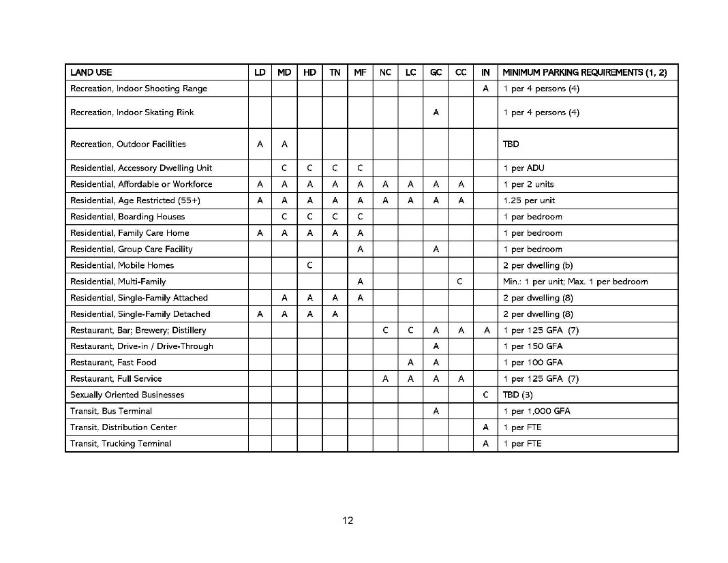 LAND USE LD MD HD TN MF NC LC GC CC IN MINIMUM PARKING REQUIREMENTS (1, 2)
Recreation, Indoor Shooting Range A 1 per 4 persons (4)
Recreation, Indoor Skating Rink A 1 per 4 persons (4)
Recreation, Outdoor Facilities A A TBD
Residential, Accessory Dwelling Unit C C C C 1 per ADU
Residential, Affordable or Workforce A A A A A A A A A 1 per 2 units
Residential, Age Restricted (55+) A A A A A A A A A 1.25 per unit
Residential, Boarding Houses C C C C 1 par bedroom
Residential, Family Care Home A A A A A 1 per bedroom
Residential, Group Care Facility A A 1 per bedroom
Residential, Mobile Homes C 2 per dwelling (b)
Residential, Multi-Family A C Min.: 1 per unit; Max. 1 per bedroom
Residential, Single-Family Attached A A A A 2 per dwelling (8)
Residential, Single-Family Detached A A A A 2 per dwelling (8)
Restaurant, Bar; Brewery; Distillery C C A A A 1 per 125 GFA (7)
Restaurant, Drive-in / Drive-Through A 1 per 150 GFA
Restaurant, Fast Food A A 1 per 100 GFA
Restaurant, Full Service A A A A 1 per 125 GFA (7)
Sexually Oriented Businesses C TBD (3)
Transit, Bus Terminal A 1 per 1,000 GFA
Transit, Distribution Center A 1 per FTE
Transit, Trucking Terminal A 1 per FTE
12